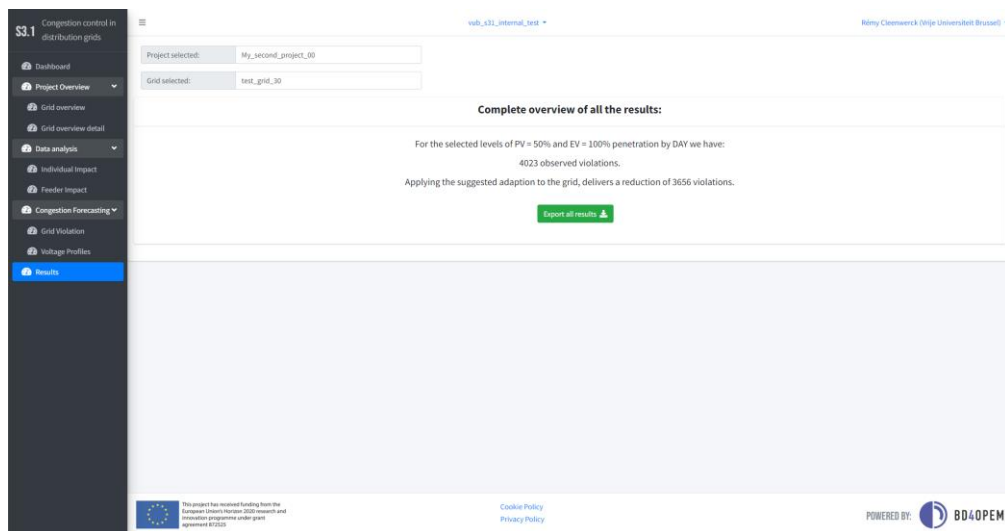 S3.1
Congestion control in
distribution grids
vub_s31_internal_test
Rémy Cleenwerck (Vrije Universiteit Brussel)
Dashboard
Project Overview
Grid overview
Grid overview detail
Data analysis
Individual Impact
Feeder Impact
Congestion Forecasting
Grid Violation
Voltage Profiles
Results
Project selected: My_second_project_00
Grid selected: test_grid_30
Complete overview of all the results:
For the selected levels of PV = 50% and EV = 100% penetration by DAY we have:
4023 observed violations.
Applying the suggested adaption to the grid, delivers a reduction of 3656 violations.
Export all results
This project has received funding from the
European Union's Horizon 2020 research and
innovation programme under grant
agreement 872525
Cookie Policy
Privacy Policy
POWERED BY: BD4OPEM